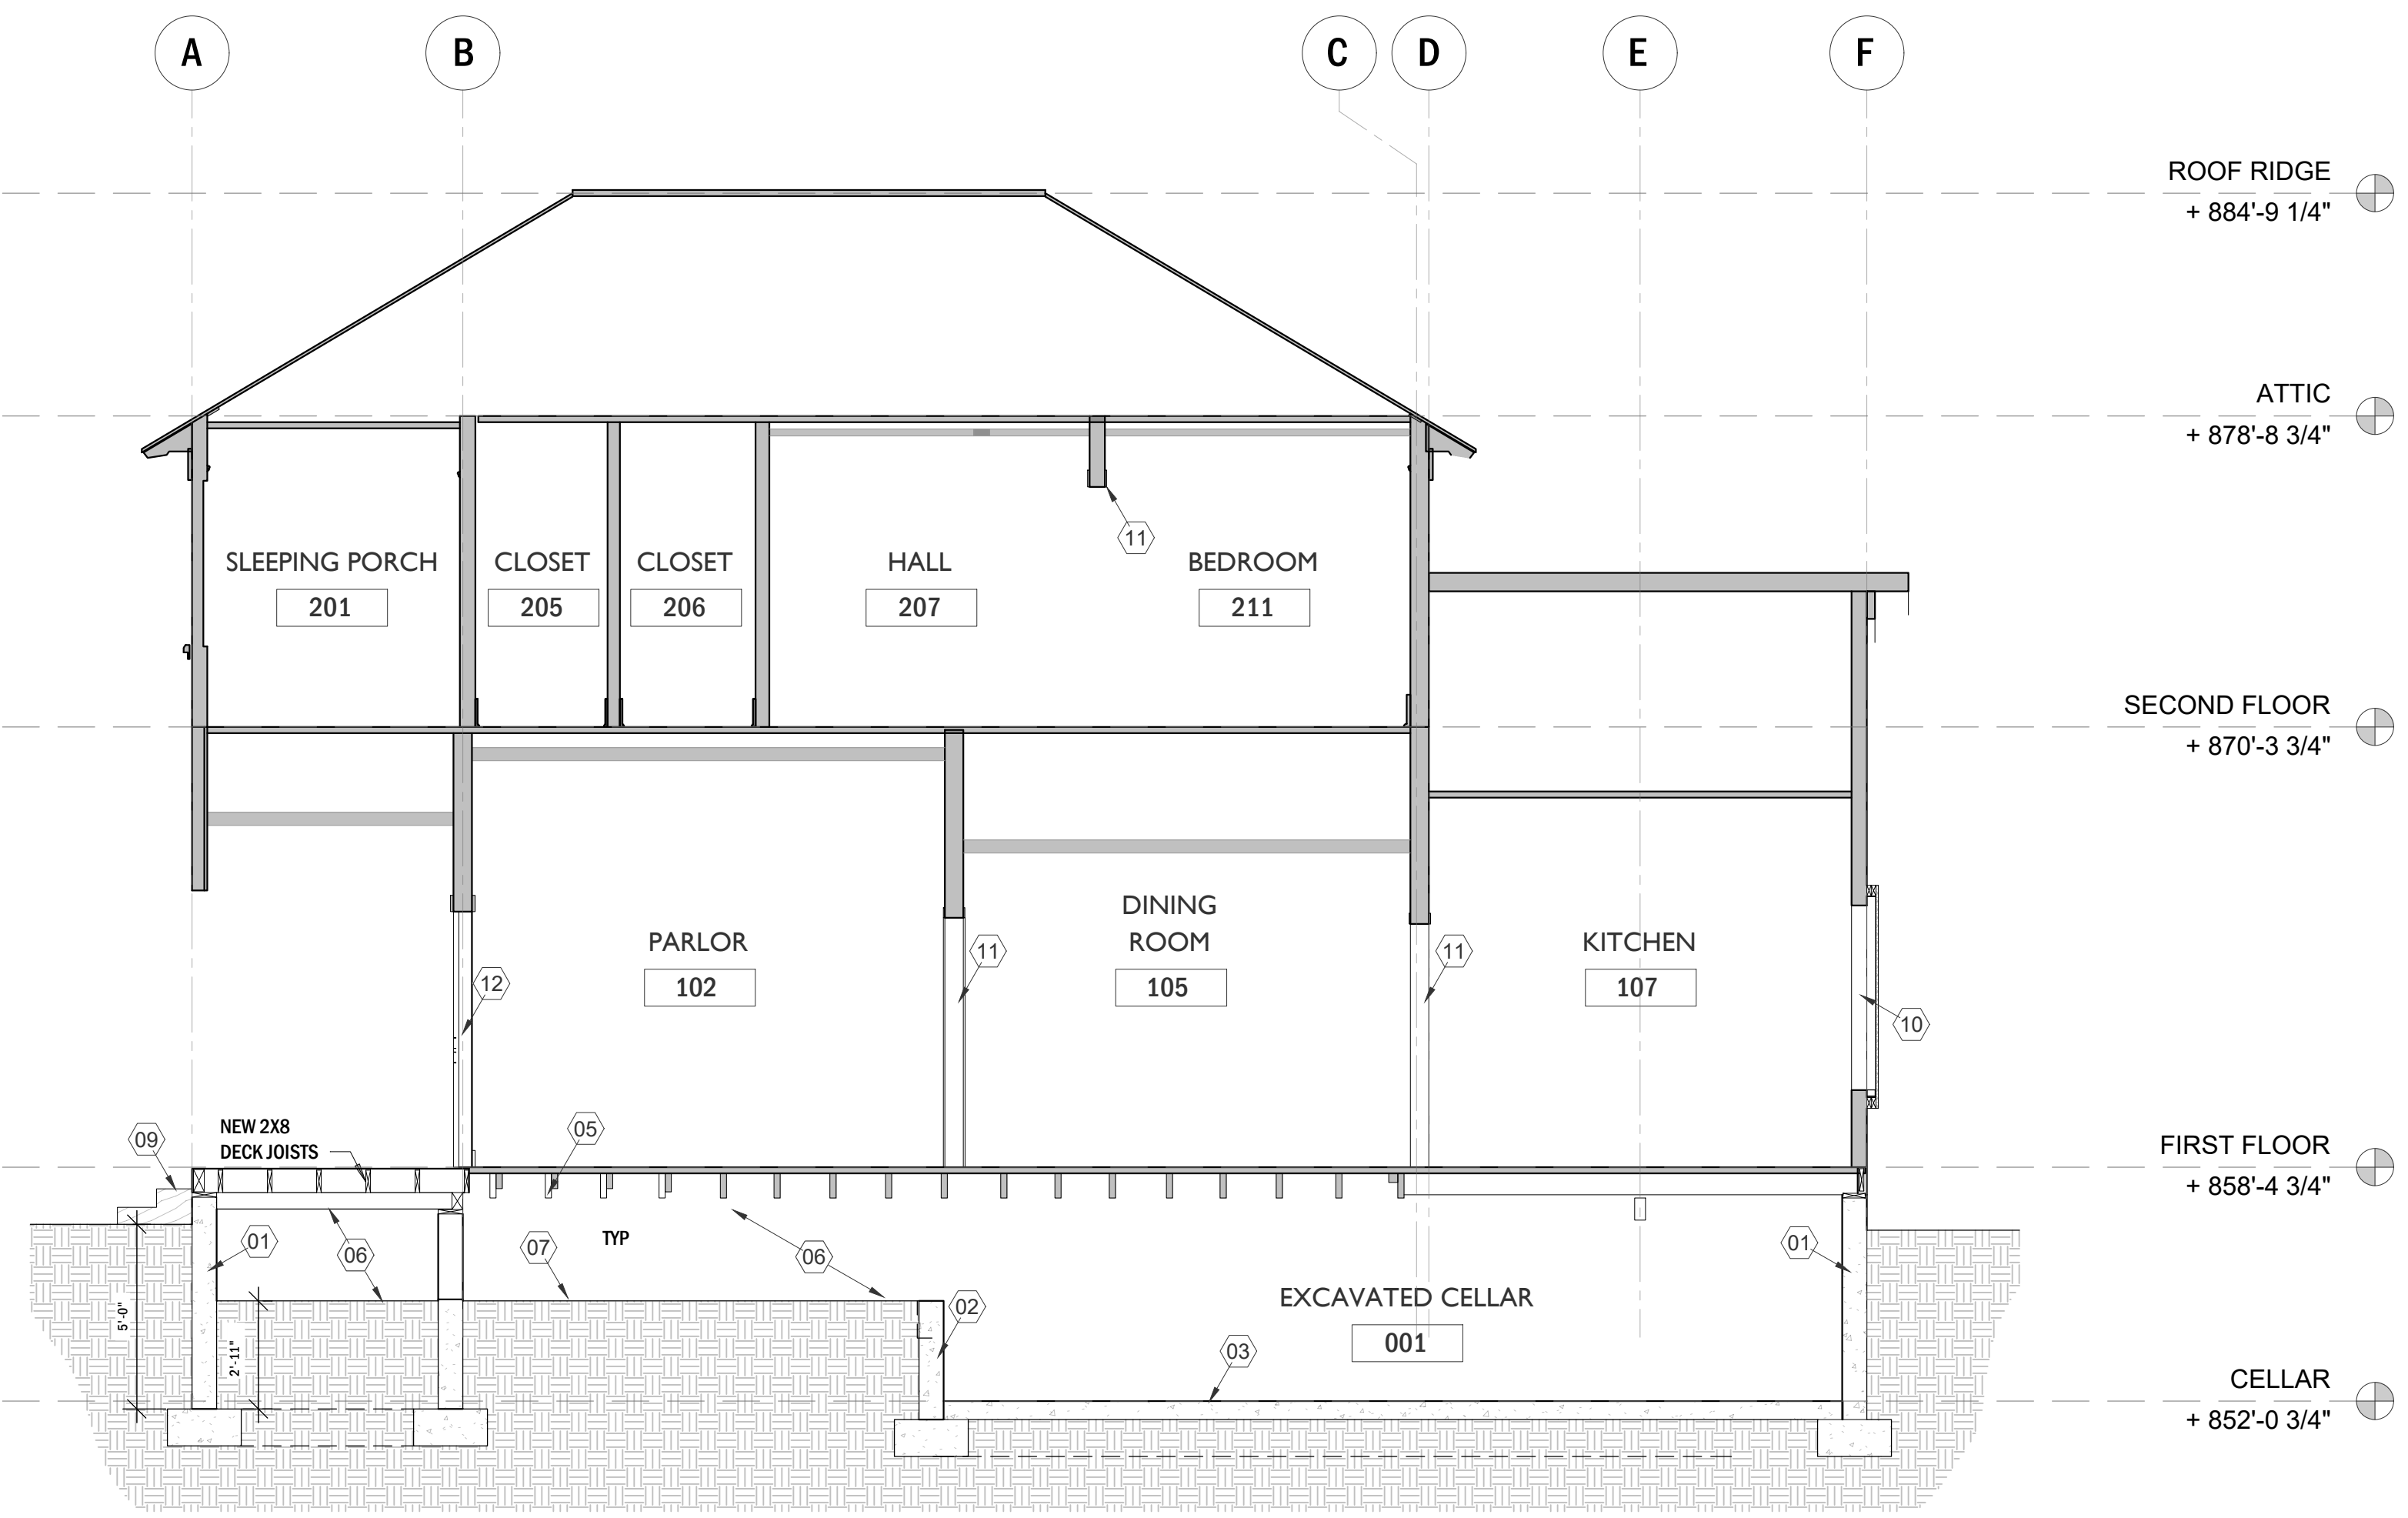 A
B
C
D
E
F
ROOF RIDGE
+ 884'-9 1/4"
ATTIC
+ 878'-8 3/4"
11
SLEEPING PORCH
201
CLOSET
205
CLOSET
206
HALL
207
BEDROOM
211
SECOND FLOOR
+ 870'-3 3/4"
PARLOR
102
DINING
ROOM
105
KITCHEN
107
12
11
11
10
09
NEW 2X8
DECK JOISTS
05
FIRST FLOOR
+ 858'-4 3/4"
01
06
07
TYP
06
01
5'-0"
2'-11"
02
EXCAVATED CELLAR
001
03
CELLAR
+ 852'-0 3/4"